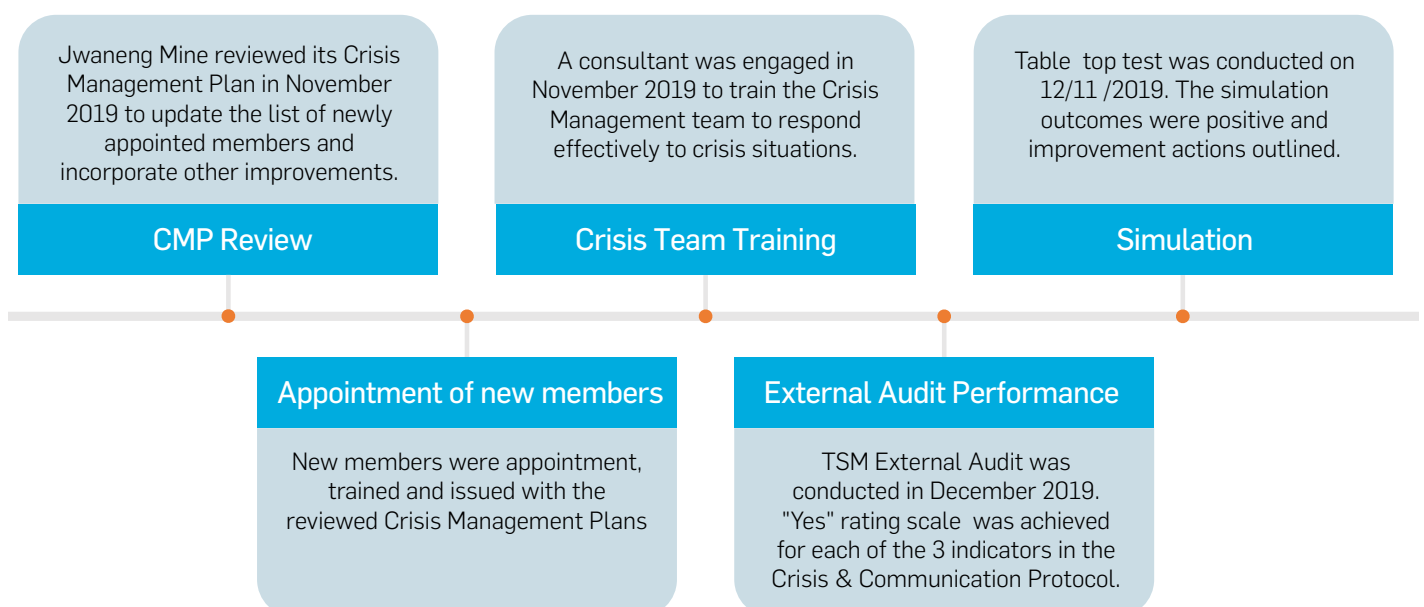 Jwaneng Mine reviewed its Crisis
Management Plan in November
2019 to update the list of newly
appointed members and
incorporate other improvements.
CMP Review
A consultant was engaged in
November 2019 to train the Crisis
Management team to respond
effectively to crisis situations.
Crisis Team Training
Table  top test was conducted on
12/11 /2019. The simulation
outcomes were positive and
improvement actions outlined.
Simulation
Appointment of new members
New members were appointment,
trained and issued with the
reviewed Crisis Management Plans
External Audit Performance
TSM External Audit was
conducted in December 2019.
"Yes" rating scale  was achieved
for each of the 3 indicators in the
Crisis & Communication Protocol.